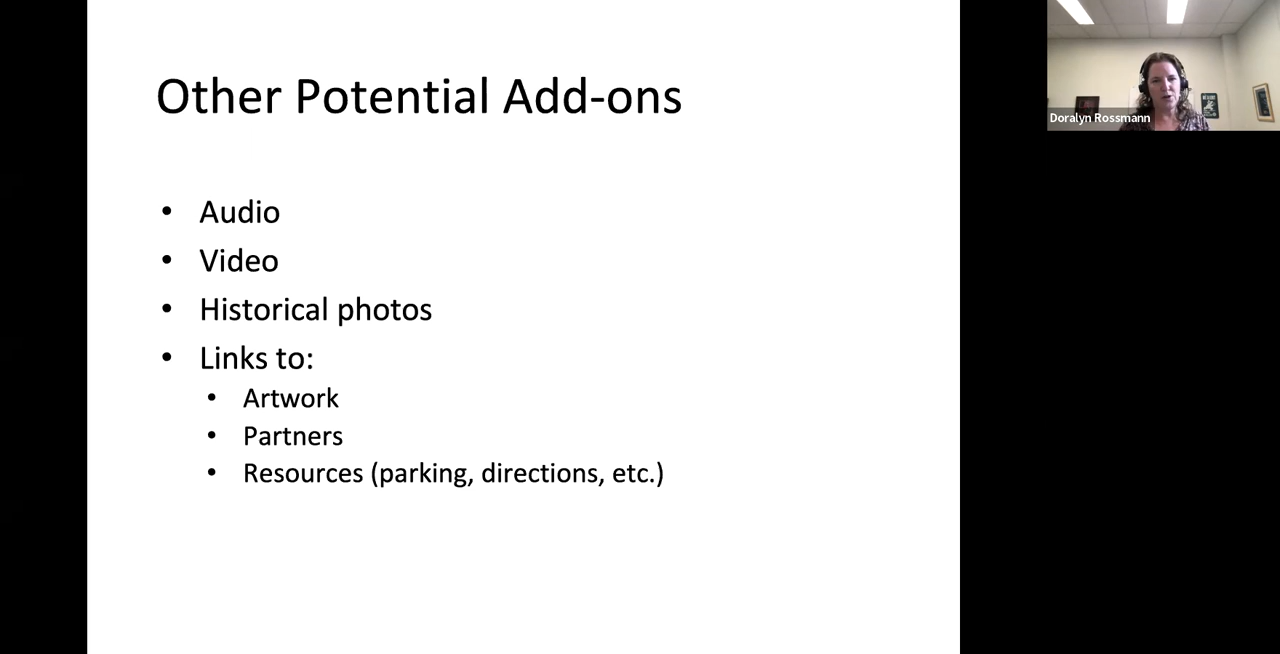 Other Potential Add-ons
• Audio
• Video
• Historical photos
• Links to:
• Artwork
• Partners
• Resources (parking, directions, etc.)
Doralyn Rossmann